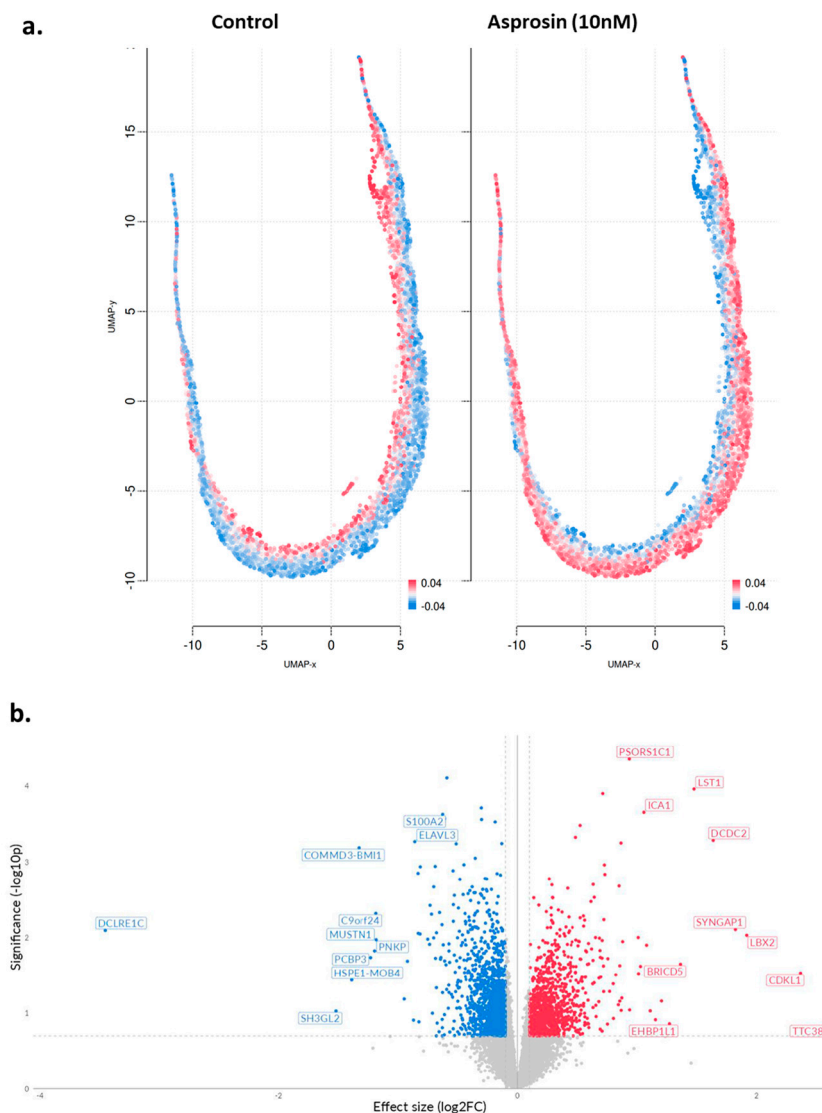 a.
Control
Asprosin (10nM)
15
10
5
0
-5
-10
UMAP-y
0.04
-0.04
0.04
-0.04
-10
-5
0
5
-10
-5
0
5
UMAP-x
UMAP-x
b.
PSORS1C1
4
LST1
ICA1
S100A2
ELAVL3
DCDC2
COMMD3-BMI1
3
DCLRE1C
C9orf24
MUSTN1
PNKP
SYNGAP1
LBX2
2
PCBP3
HSPE1-MOB4
BRICD5
CDKL1
SH3GL2
1
EHBP1L1
TTC38
0
Significance (-log10p)
-4
-2
0
2
Effect size (log2FC)